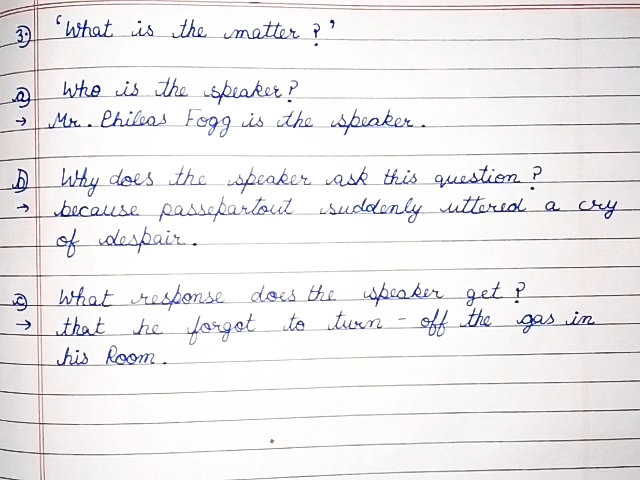 3. 'What is the matter ?'
a) Who is the speaker?
→ Mr. Phileas Fogg is the speaker.
b) Why does the speaker ask this question ?
→ because passepartout suddenly uttered a cry
of despair.
c) What response does the speaker get ?
→ that he forgot to turn - off the gas in
his Room.